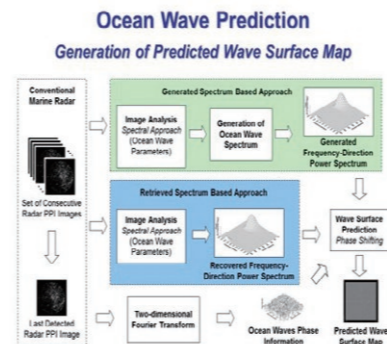 Ocean Wave Prediction
Generation of Predicted Wave Surface Map
Conventional
Marine Radar
Set of Consecutive
Radar PPI Images
Last Detected
Radar PPI Image
Generated Spectrum Based Approach
Image Analysis
Spectral Approach
(Ocean Wave
Parameters)
Generation of
Ocean Wave
Spectrum
Generated
Frequency-Direction
Power Spectrum
Retrieved Spectrum Based Approach
Image Analysis
Spectral Approach
(Ocean Wave
Parameters)
Recovered Frequency-
Direction Power Spectrum
Wave Surface
Prediction
Phase Shifting
Two-dimensional
Fourier Transform
Ocean Waves Phase
Information
Predicted Wave
Surface Map